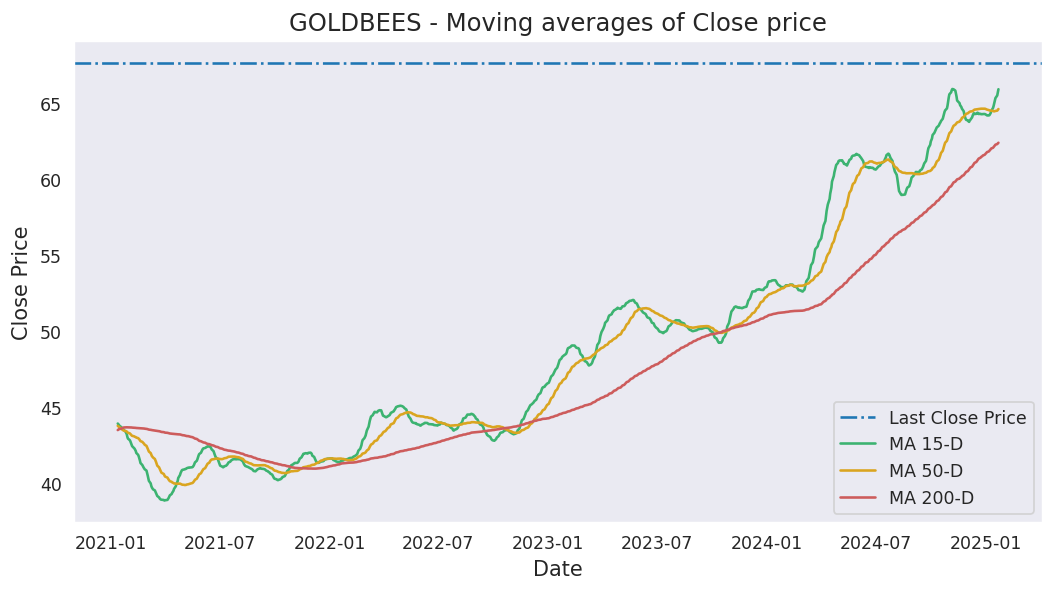 GOLDBEES - Moving averages of Close price
Close Price
65
60
55
50
45
40
Last Close Price
MA 15-D
MA 50-D
MA 200-D
2021-01 2021-07 2022-01 2022-07 2023-01 2023-07 2024-01 2024-07 2025-01
Date